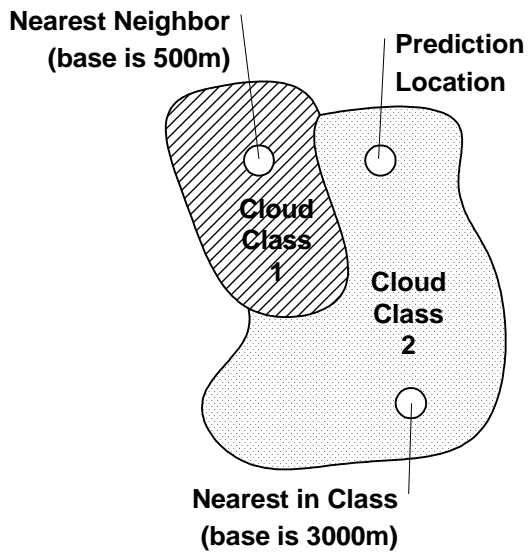 Nearest Neighbor
(base is 500m)
Prediction
Location
Cloud
Class
1
Cloud
Class
2
Nearest in Class
(base is 3000m)